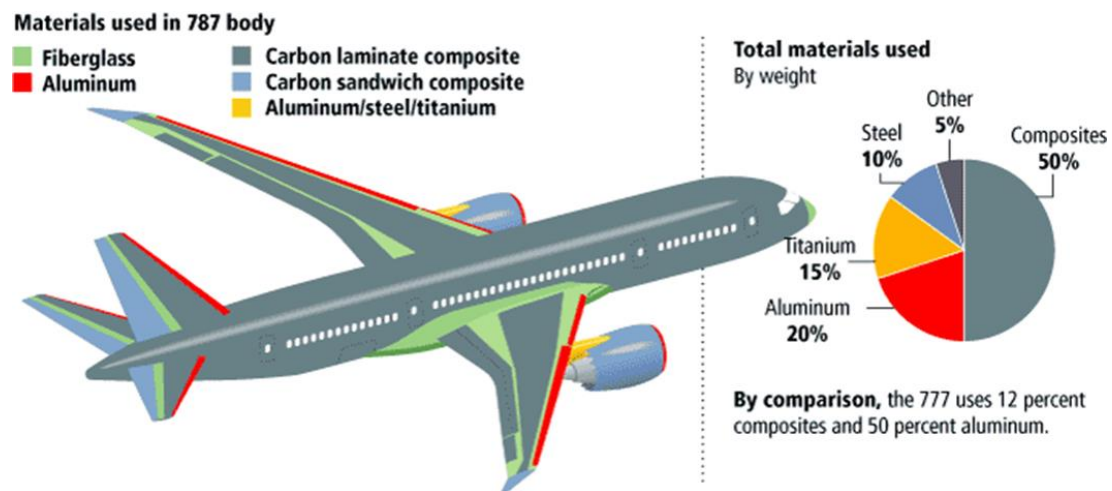 Materials used in 787 body
Fiberglass
Aluminum
Carbon laminate composite
Carbon sandwich composite
Aluminum/steel/titanium
Total materials used
By weight
Other
5%
Steel
10%
Composites
50%
Titanium
15%
Aluminum
20%
By comparison, the 777 uses 12 percent
composites and 50 percent aluminum.